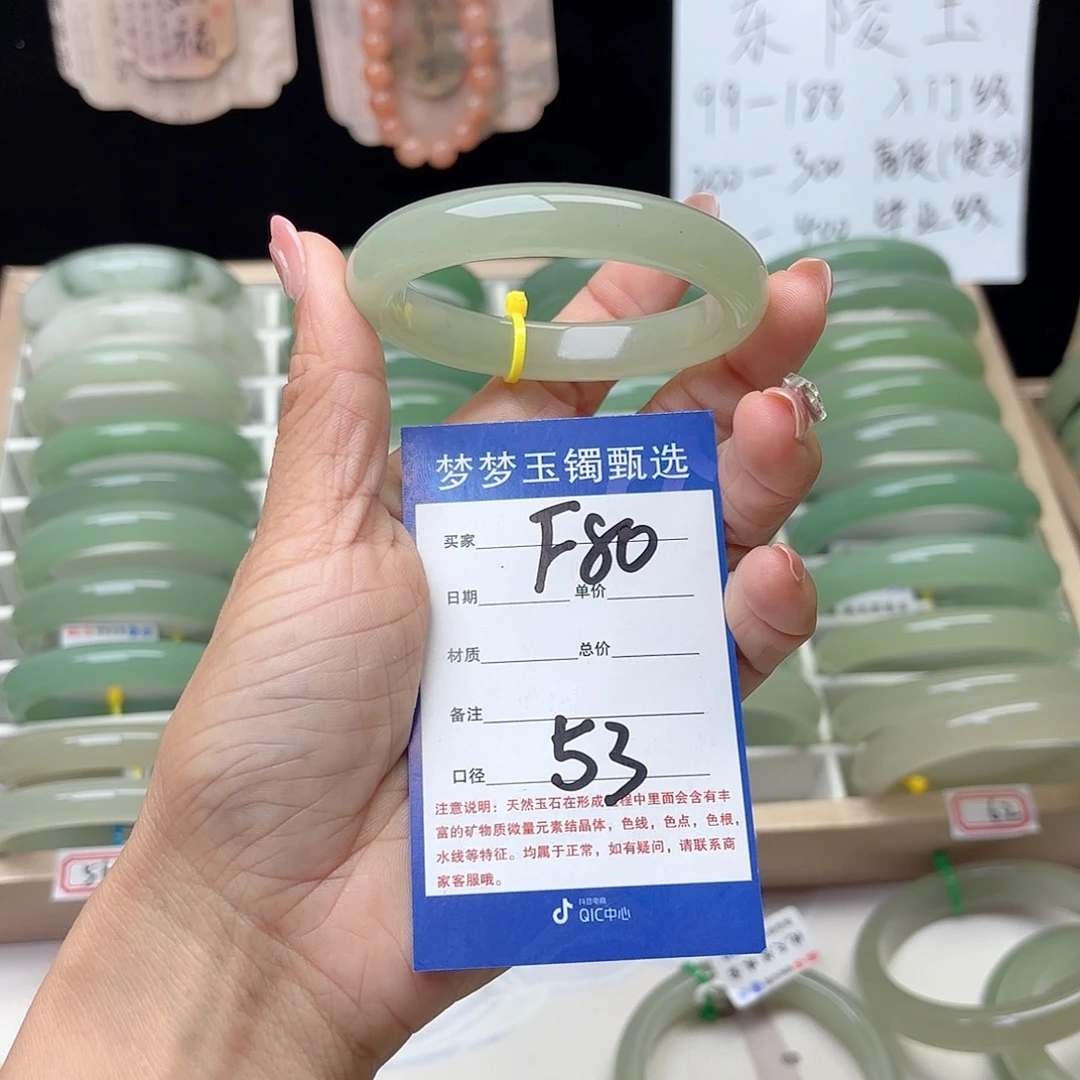 福
东陵玉
99-188 入门级
200-300
梦梦玉镯甄选
买家 F80
日期 单价
材质 总价
备注
口径 53
注意说明：天然玉石在形成过程中里面会含有丰
富的矿物质微量元素结晶体，色线，色点，色根，
水线等特征。均属于正常，如有疑问，请联系商
家客服哦。
抖音电商
QIC中心
62